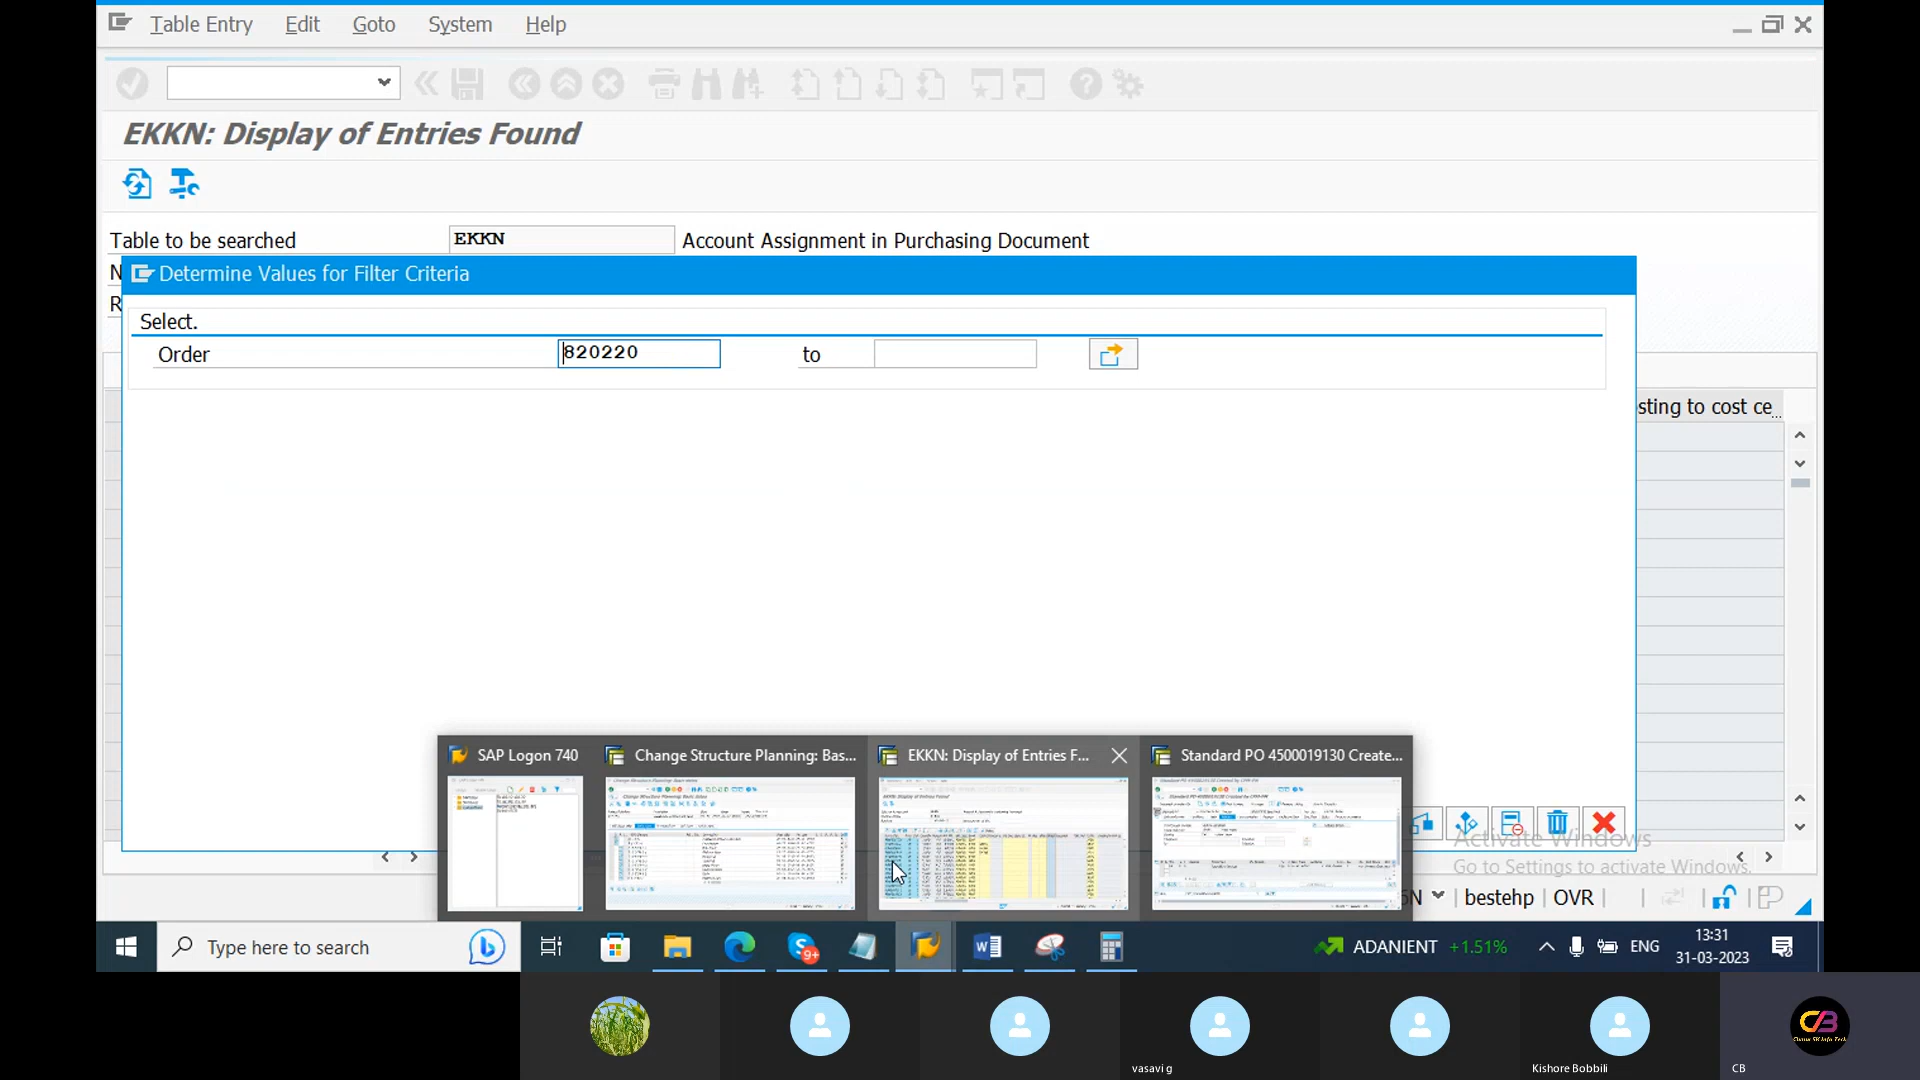 Table Entry Edit Goto System Help
EKKN: Display of Entries Found
Table to be searched EKKN Account Assignment in Purchasing Document
N
R
Determine Values for Filter Criteria
Select.
Order 820220 to
sting to cost ce...
SAP Logon 740
Change Structure Planning: Bas...
EKKN: Display of Entries F...
Standard PO 4500019130 Create...
Activate Windows
Go to Settings to activate Windows.
bestehp OVR
Type here to search
ADANIENT +1.51%
ENG
13:31
31-03-2023
9+
vasavi g
Kishore Bobbili
CB